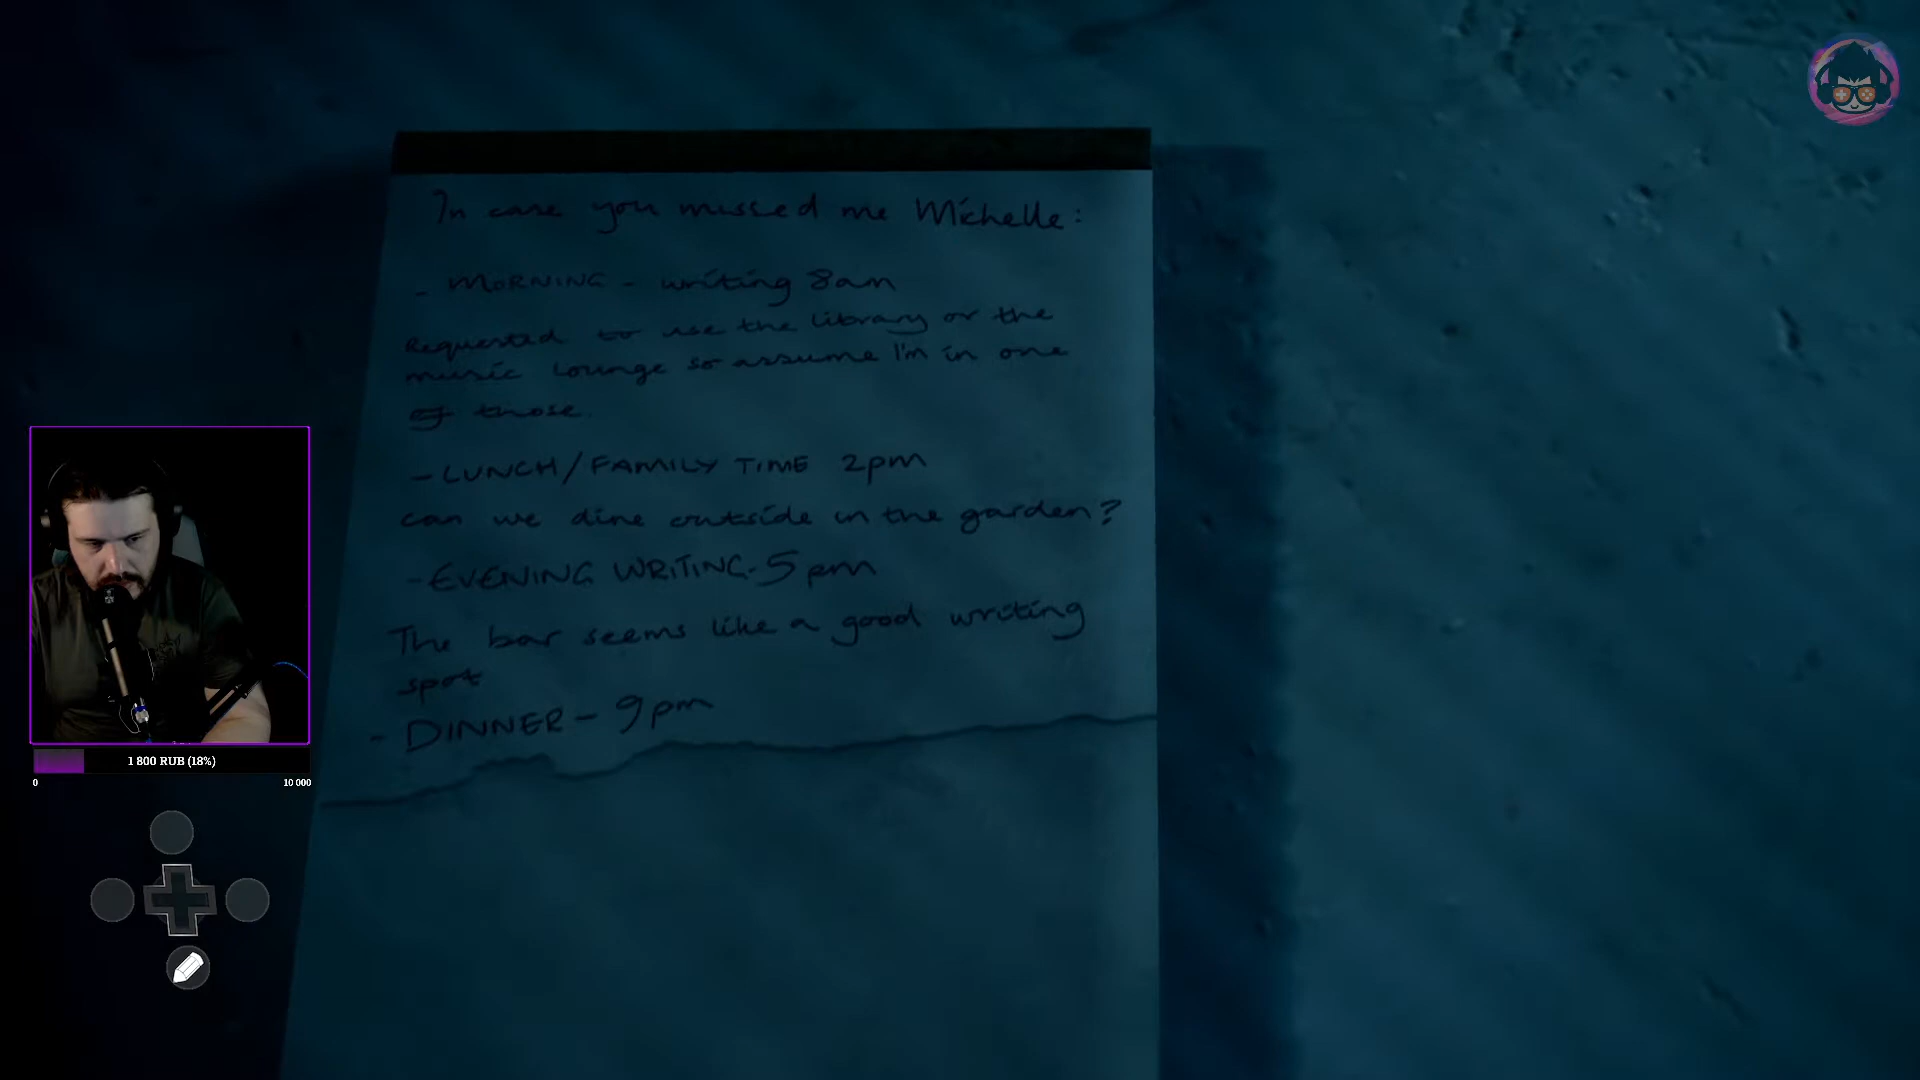 In case you missed me Michelle:
- MORNING - writing 8am
Requested to use the library or the
music lounge so assume I'm in one
of those.
- LUNCH/FAMILY TIME 2pm
can we dine outside in the garden?
- EVENING WRITING - 5pm
The bar seems like a good writing
spot
- DINNER - 9pm
1 800 RUB (18%)
0
10 000